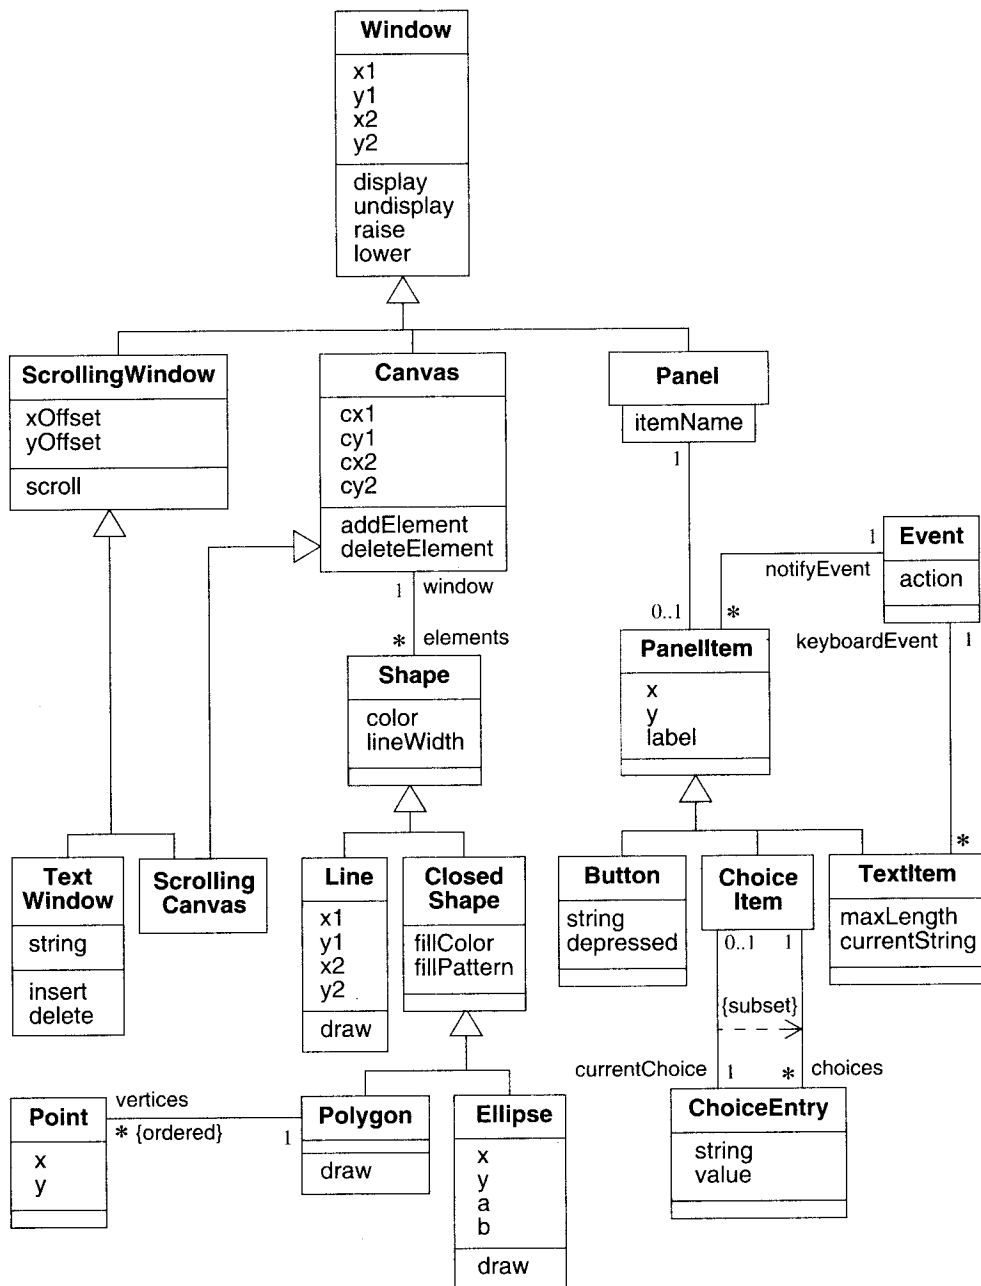 Window
x1
y1
x2
y2
display
undisplay
raise
lower
ScrollingWindow
xOffset
yOffset
scroll
Canvas
cx1
cy1
cx2
cy2
addElement
deleteElement
Panel
itemName
1
1
notifyEvent
Event
action
1 window
* elements
0..1
*
keyboardEvent 1
Shape
color
lineWidth
PanelItem
x
y
label
Text
Window
string
insert
delete
Scrolling
Canvas
Line
x1
y1
x2
y2
draw
Closed
Shape
fillColor
fillPattern
Button
string
depressed
Choice
Item
*
TextItem
maxLength
currentString
0..1 1
{subset}
currentChoice 1 * choices
Point
x
y
vertices
* {ordered} 1
Polygon
draw
Ellipse
x
y
a
b
draw
ChoiceEntry
string
value